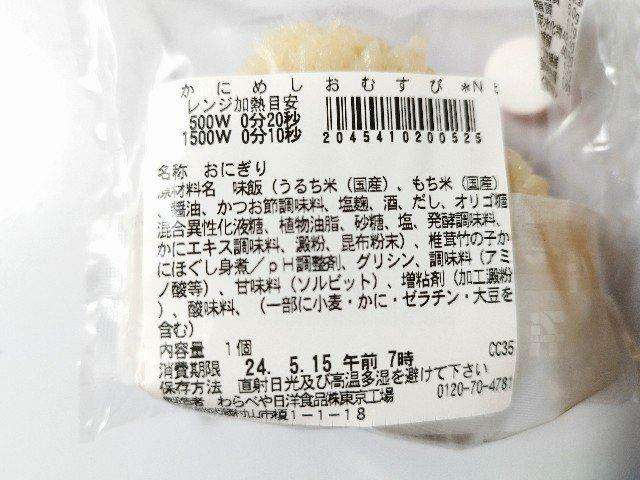 かにめしおむすび *N
レンジ加熱目安
500W 0分20秒
1500W 0分10秒
2045410200525
名称 おにぎり
原材料名 味飯（うるち米（国産）、もち米（国産）
、醤油、かつお節調味料、塩麹、酒、だし、オリゴ糖
混合異性化液糖、植物油脂、砂糖、塩、発酵調味料、
かにエキス調味料、澱粉、昆布粉末）、椎茸竹の子か
にほぐし身煮／ｐＨ調整剤、グリシン、調味料（アミ
ノ酸等）、甘味料（ソルビット）、増粘剤（加工澱粉
）、酸味料、（一部に小麦・かに・ゼラチン・大豆を
含む）
内容量 1個
CC35
消費期限 24. 5.15 午前 7時
保存方法 直射日光及び高温多湿を避けて下さい
0120-70-4781
わらべや日洋食品株東京工場
村山市榎1-1-18